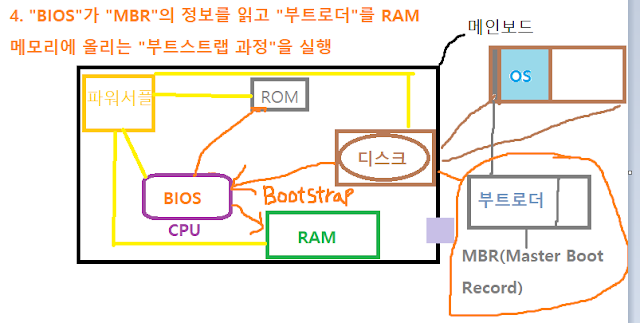 4. "BIOS"가 "MBR"의 정보를 읽고 "부트로더"를 RAM
메모리에 올리는 "부트스트랩 과정"을 실행
메인보드
파워서플
ROM
OS
디스크
BIOS
Bootstrap
부트로더
CPU
RAM
MBR(Master Boot
Record)